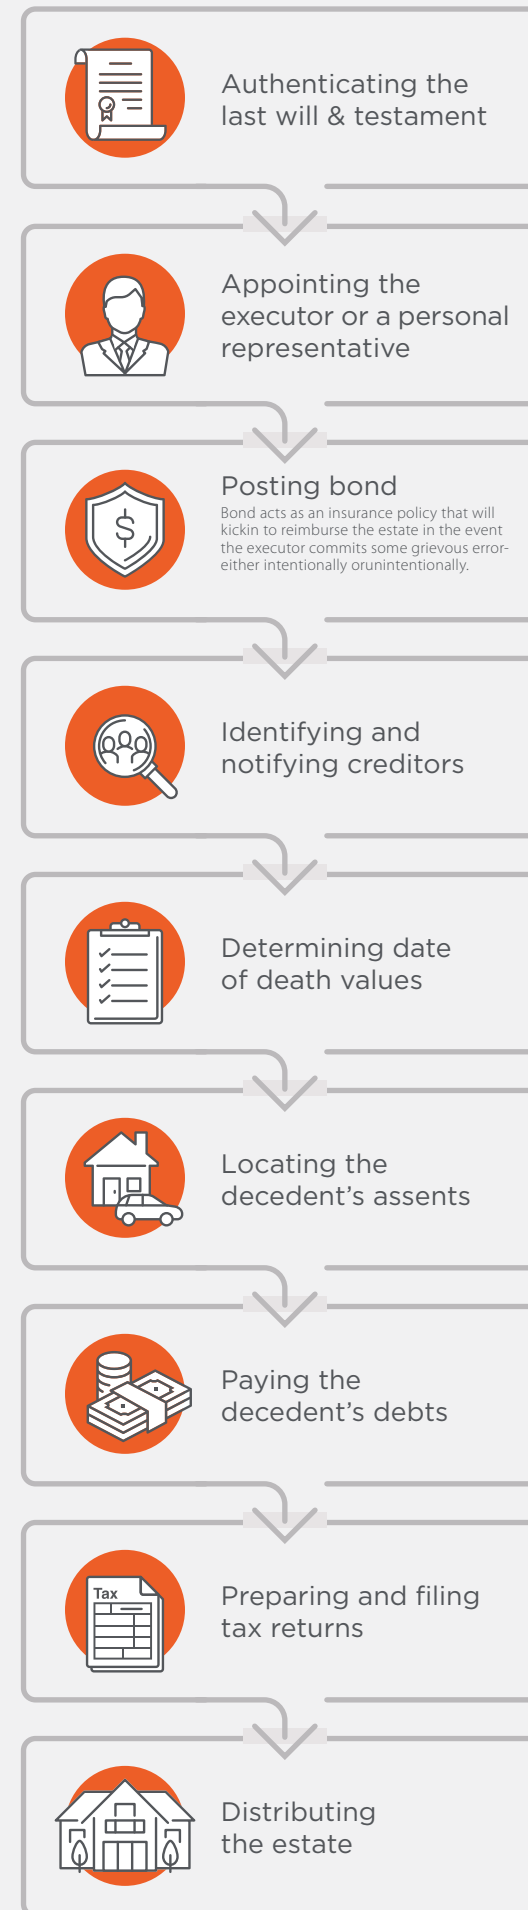 Authenticating the
last will & testament
Appointing the
executor or a personal
representative
Posting bond
Bond acts as an insurance policy that will
kickin to reimburse the estate in the event
the executor commits some grievous error-
either intentionally orunintentionally.
Identifying and
notifying creditors
Determining date
of death values
Locating the
decedent’s assents
Paying the
decedent’s debts
Tax
Preparing and filing
tax returns
Distributing
the estate